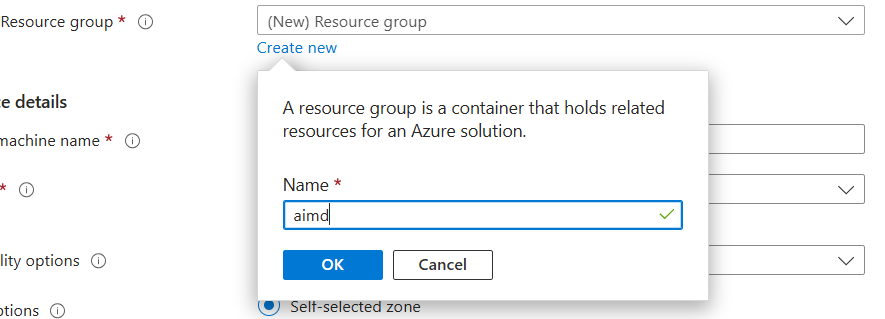 Resource group *
(New) Resource group
Create new
A resource group is a container that holds related
resources for an Azure solution.
Name *
aimd
OK Cancel
e details
machine name *
*
lity options
ptions
Self-selected zone